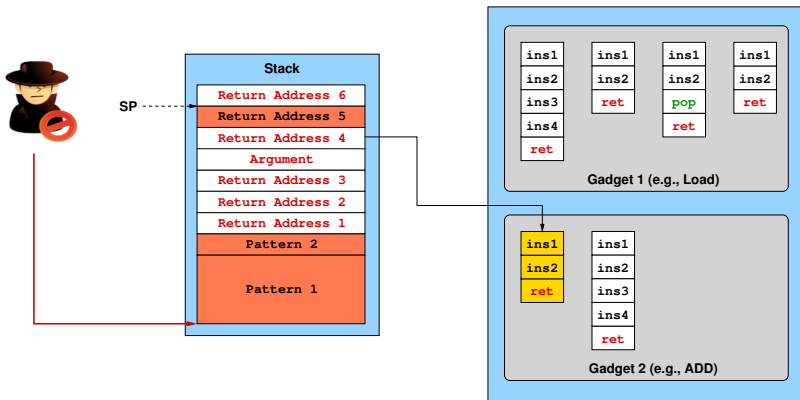 Stack
SP
Return Address 6
Return Address 5
Return Address 4
Argument
Return Address 3
Return Address 2
Return Address 1
Pattern 2
Pattern 1
ins1
ins2
ins3
ins4
ret
ins1
ins2
ret
ins1
ins2
pop
ret
ins1
ins2
ret
Gadget 1 (e.g., Load)
ins1
ins2
ret
ins1
ins2
ins3
ins4
ret
Gadget 2 (e.g., ADD)